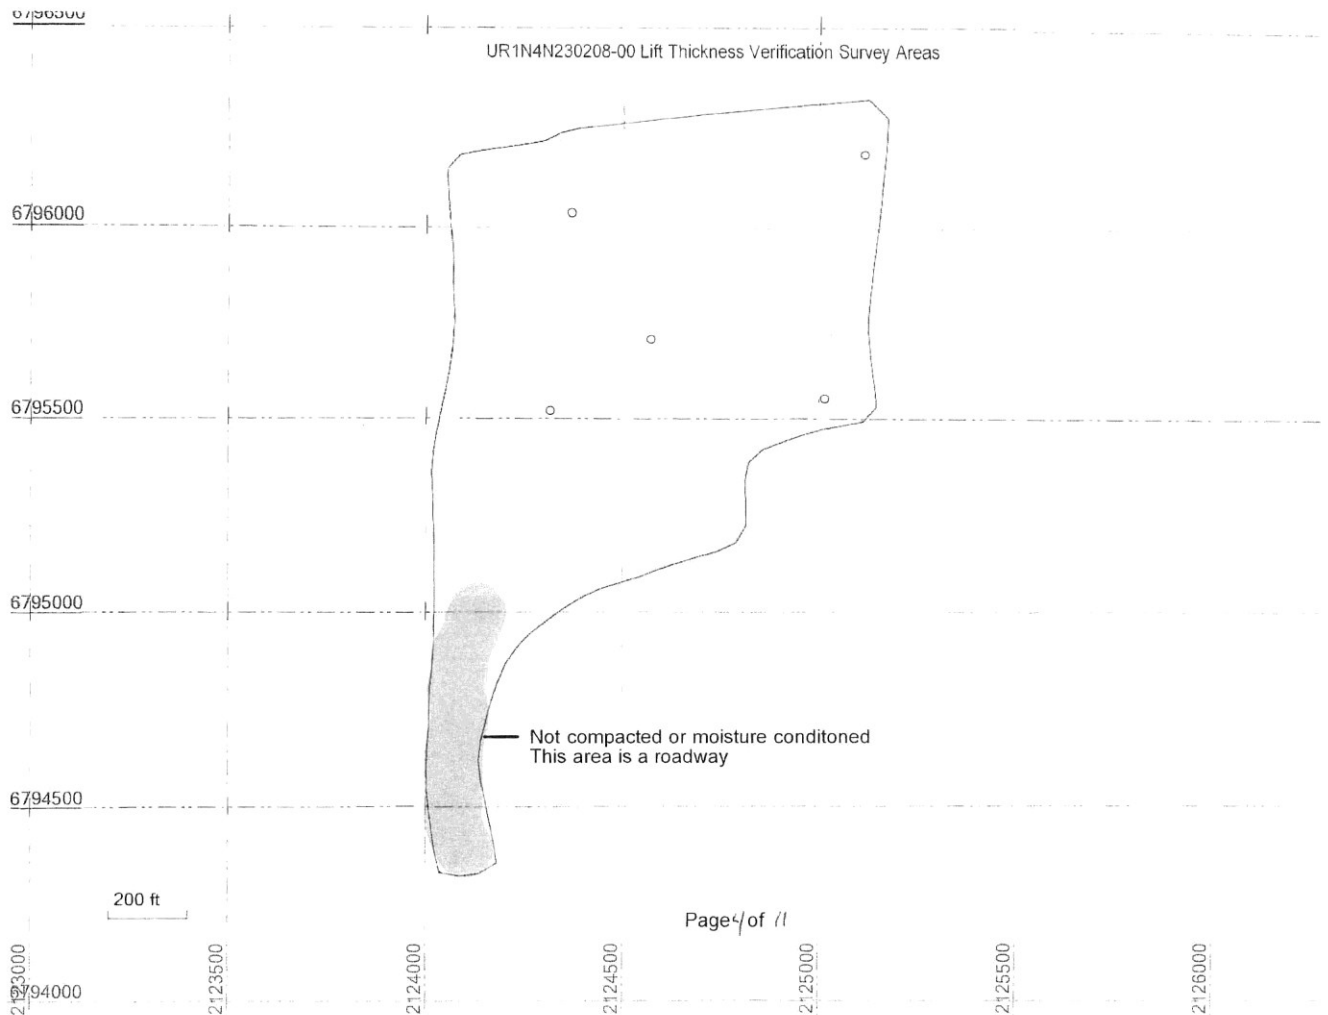 6796500
UR1N4N230208-00 Lift Thickness Verification Survey Areas
6796000
6795500
6795000
Not compacted or moisture conditoned
This area is a roadway
6794500
200 ft
Page 4 of 11
2123000
2123500
2124000
2124500
2125000
2125500
2126000
6794000